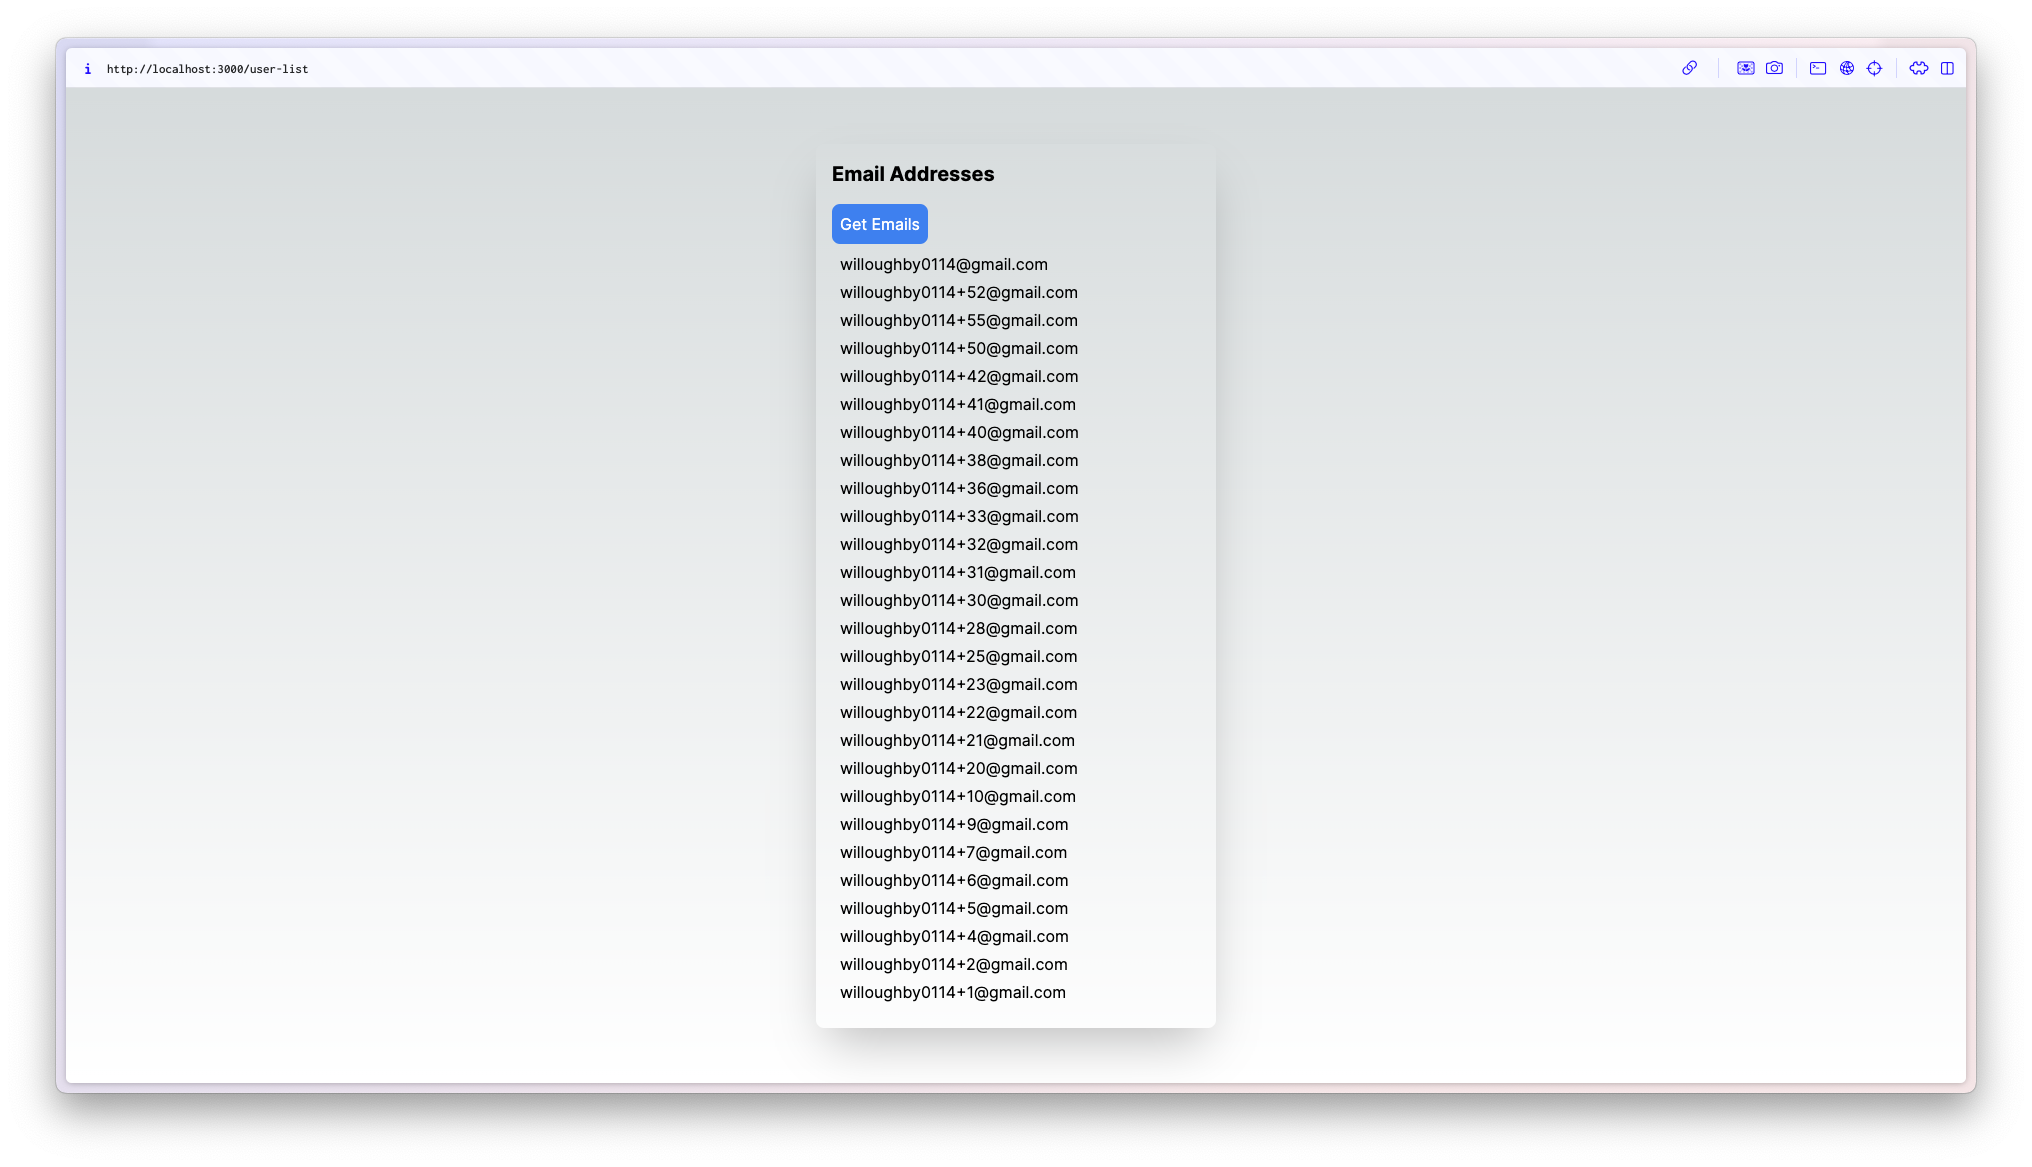 i http://localhost:3000/user-list
Email Addresses
Get Emails
willoughby0114@gmail.com
willoughby0114+52@gmail.com
willoughby0114+55@gmail.com
willoughby0114+50@gmail.com
willoughby0114+42@gmail.com
willoughby0114+41@gmail.com
willoughby0114+40@gmail.com
willoughby0114+38@gmail.com
willoughby0114+36@gmail.com
willoughby0114+33@gmail.com
willoughby0114+32@gmail.com
willoughby0114+31@gmail.com
willoughby0114+30@gmail.com
willoughby0114+28@gmail.com
willoughby0114+25@gmail.com
willoughby0114+23@gmail.com
willoughby0114+22@gmail.com
willoughby0114+21@gmail.com
willoughby0114+20@gmail.com
willoughby0114+10@gmail.com
willoughby0114+9@gmail.com
willoughby0114+7@gmail.com
willoughby0114+6@gmail.com
willoughby0114+5@gmail.com
willoughby0114+4@gmail.com
willoughby0114+2@gmail.com
willoughby0114+1@gmail.com